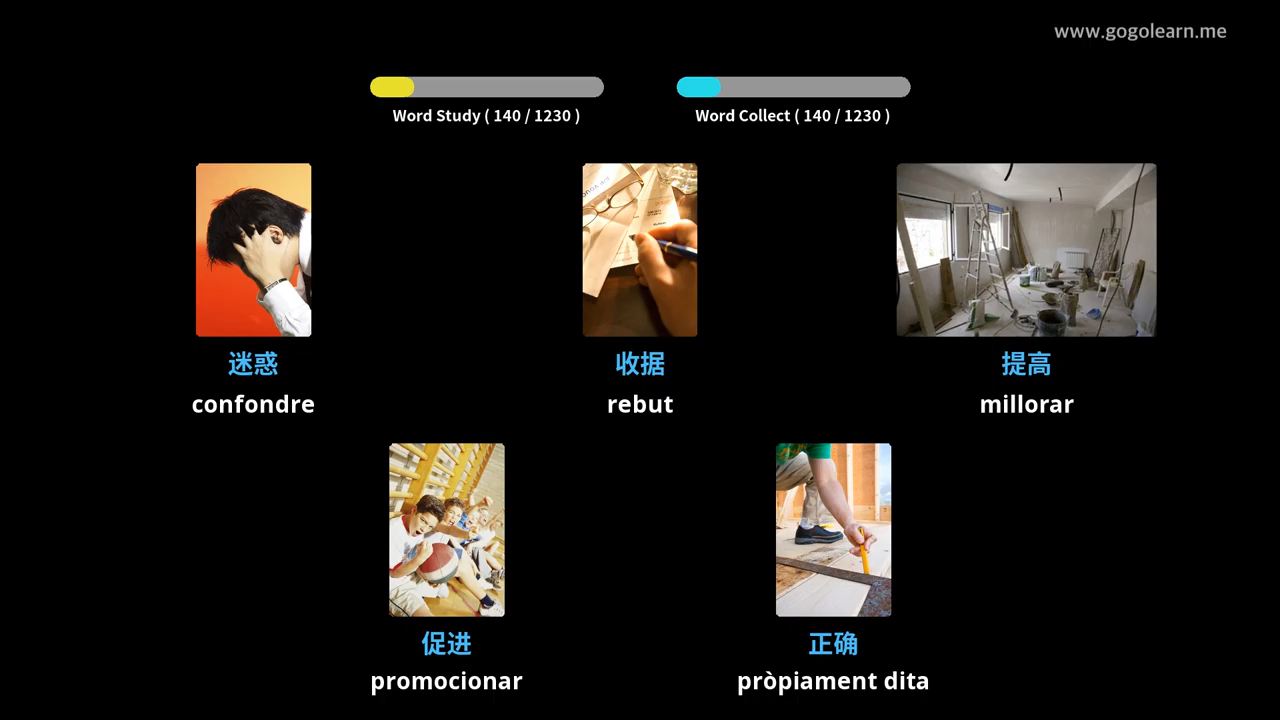 www.gogolearn.me
Word Study ( 140 / 1230 )
Word Collect ( 140 / 1230 )
迷惑
收据
提高
confondre
rebut
millorar
促进
正确
promocionar
pròpiament dita